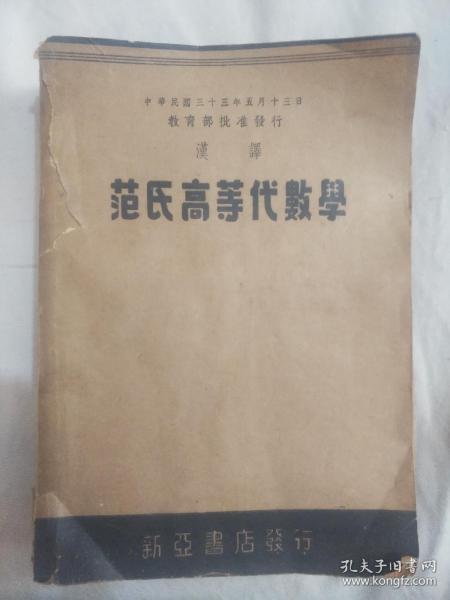 中華民國三十三年五月十三日
教育部批准發行
漢譯
范氏高等代數學
新亞書店發行
孔夫子旧书网
www.kongfz.com